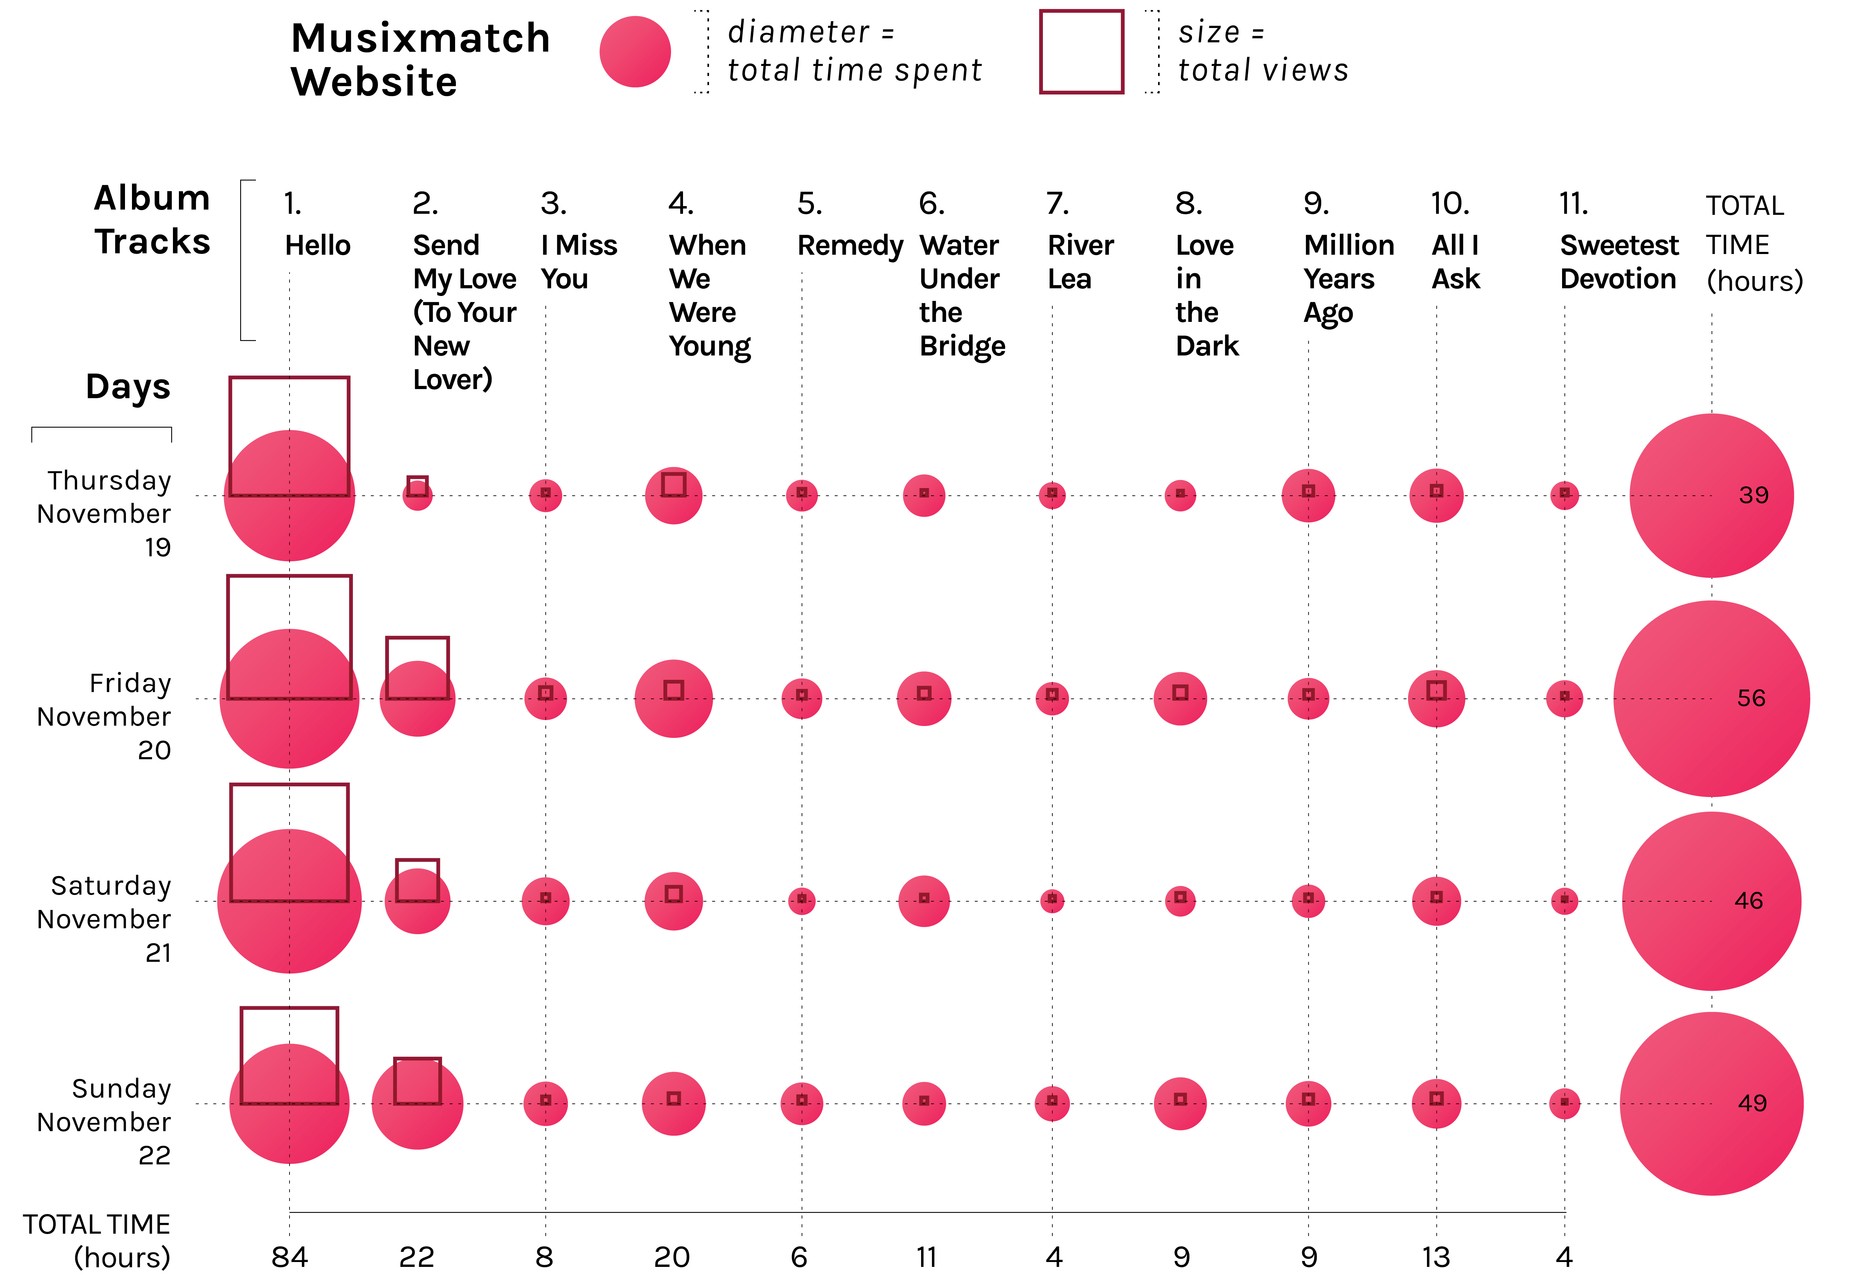 Musixmatch
Website
diameter =
total time spent
size =
total views
Album
Tracks
1.
Hello
2.
Send
My Love
(To Your
New
Lover)
3.
I Miss
You
4.
When
We
Were
Young
5.
Remedy
6.
Water
Under
the
Bridge
7.
River
Lea
8.
Love
in
the
Dark
9.
Million
Years
Ago
10.
All I
Ask
11.
Sweetest
Devotion
TOTAL
TIME
(hours)
Days
Thursday
November
19
39
Friday
November
20
56
Saturday
November
21
46
Sunday
November
22
49
TOTAL TIME
(hours)
84 22 8 20 6 11 4 9 9 13 4